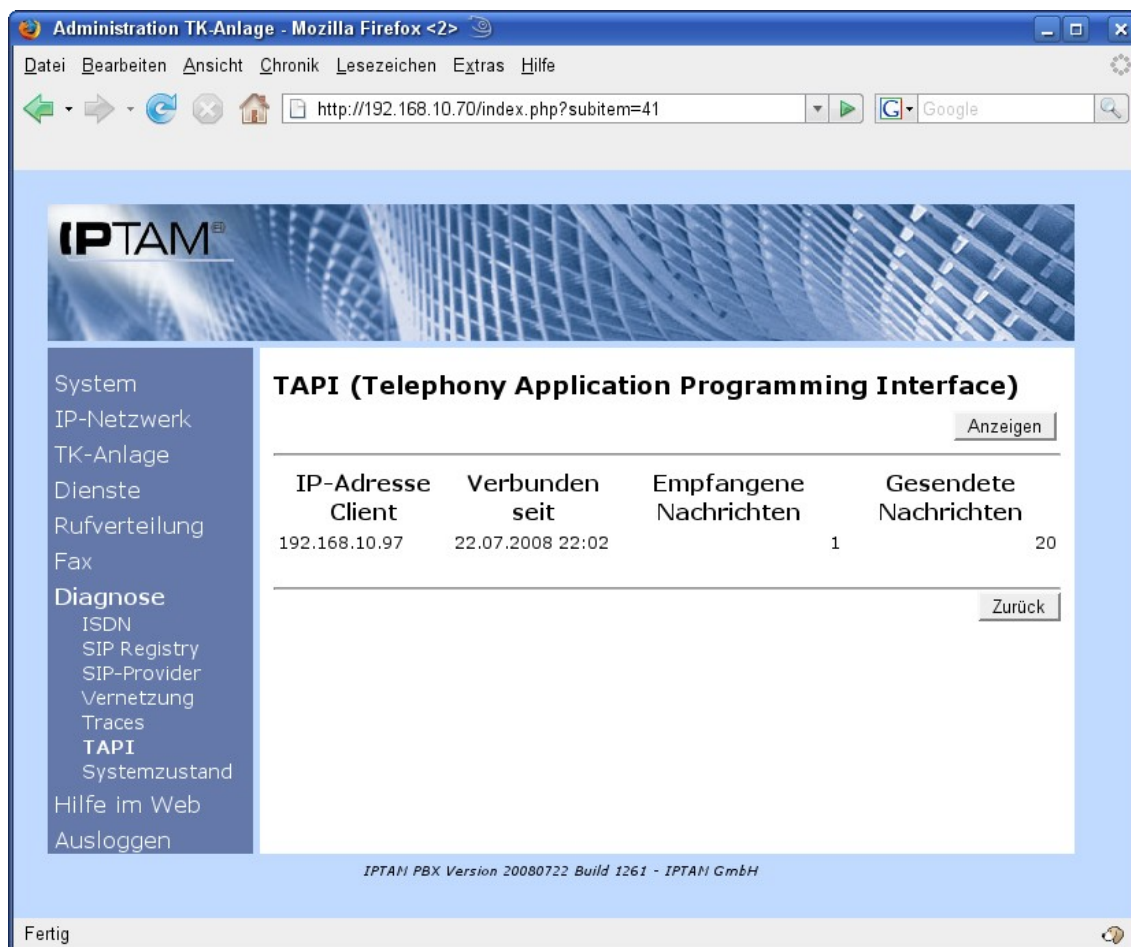 Administration TK-Anlage - Mozilla Firefox <2>
Datei Bearbeiten Ansicht Chronik Lesezeichen Extras Hilfe
http://192.168.10.70/index.php?subitem=41
G Google
IPTAM®
System
IP-Netzwerk
TK-Anlage
Dienste
Rufverteilung
Fax
Diagnose
ISDN
SIP Registry
SIP-Provider
Vernetzung
Traces
TAPI
Systemzustand
Hilfe im Web
Ausloggen
TAPI (Telephony Application Programming Interface)
Anzeigen
IP-Adresse Client Verbunden seit Empfangene Nachrichten Gesendete Nachrichten
192.168.10.97 22.07.2008 22:02 1 20
Zurück
IPTAM PBX Version 20080722 Build 1261 - IPTAM GmbH
Fertig